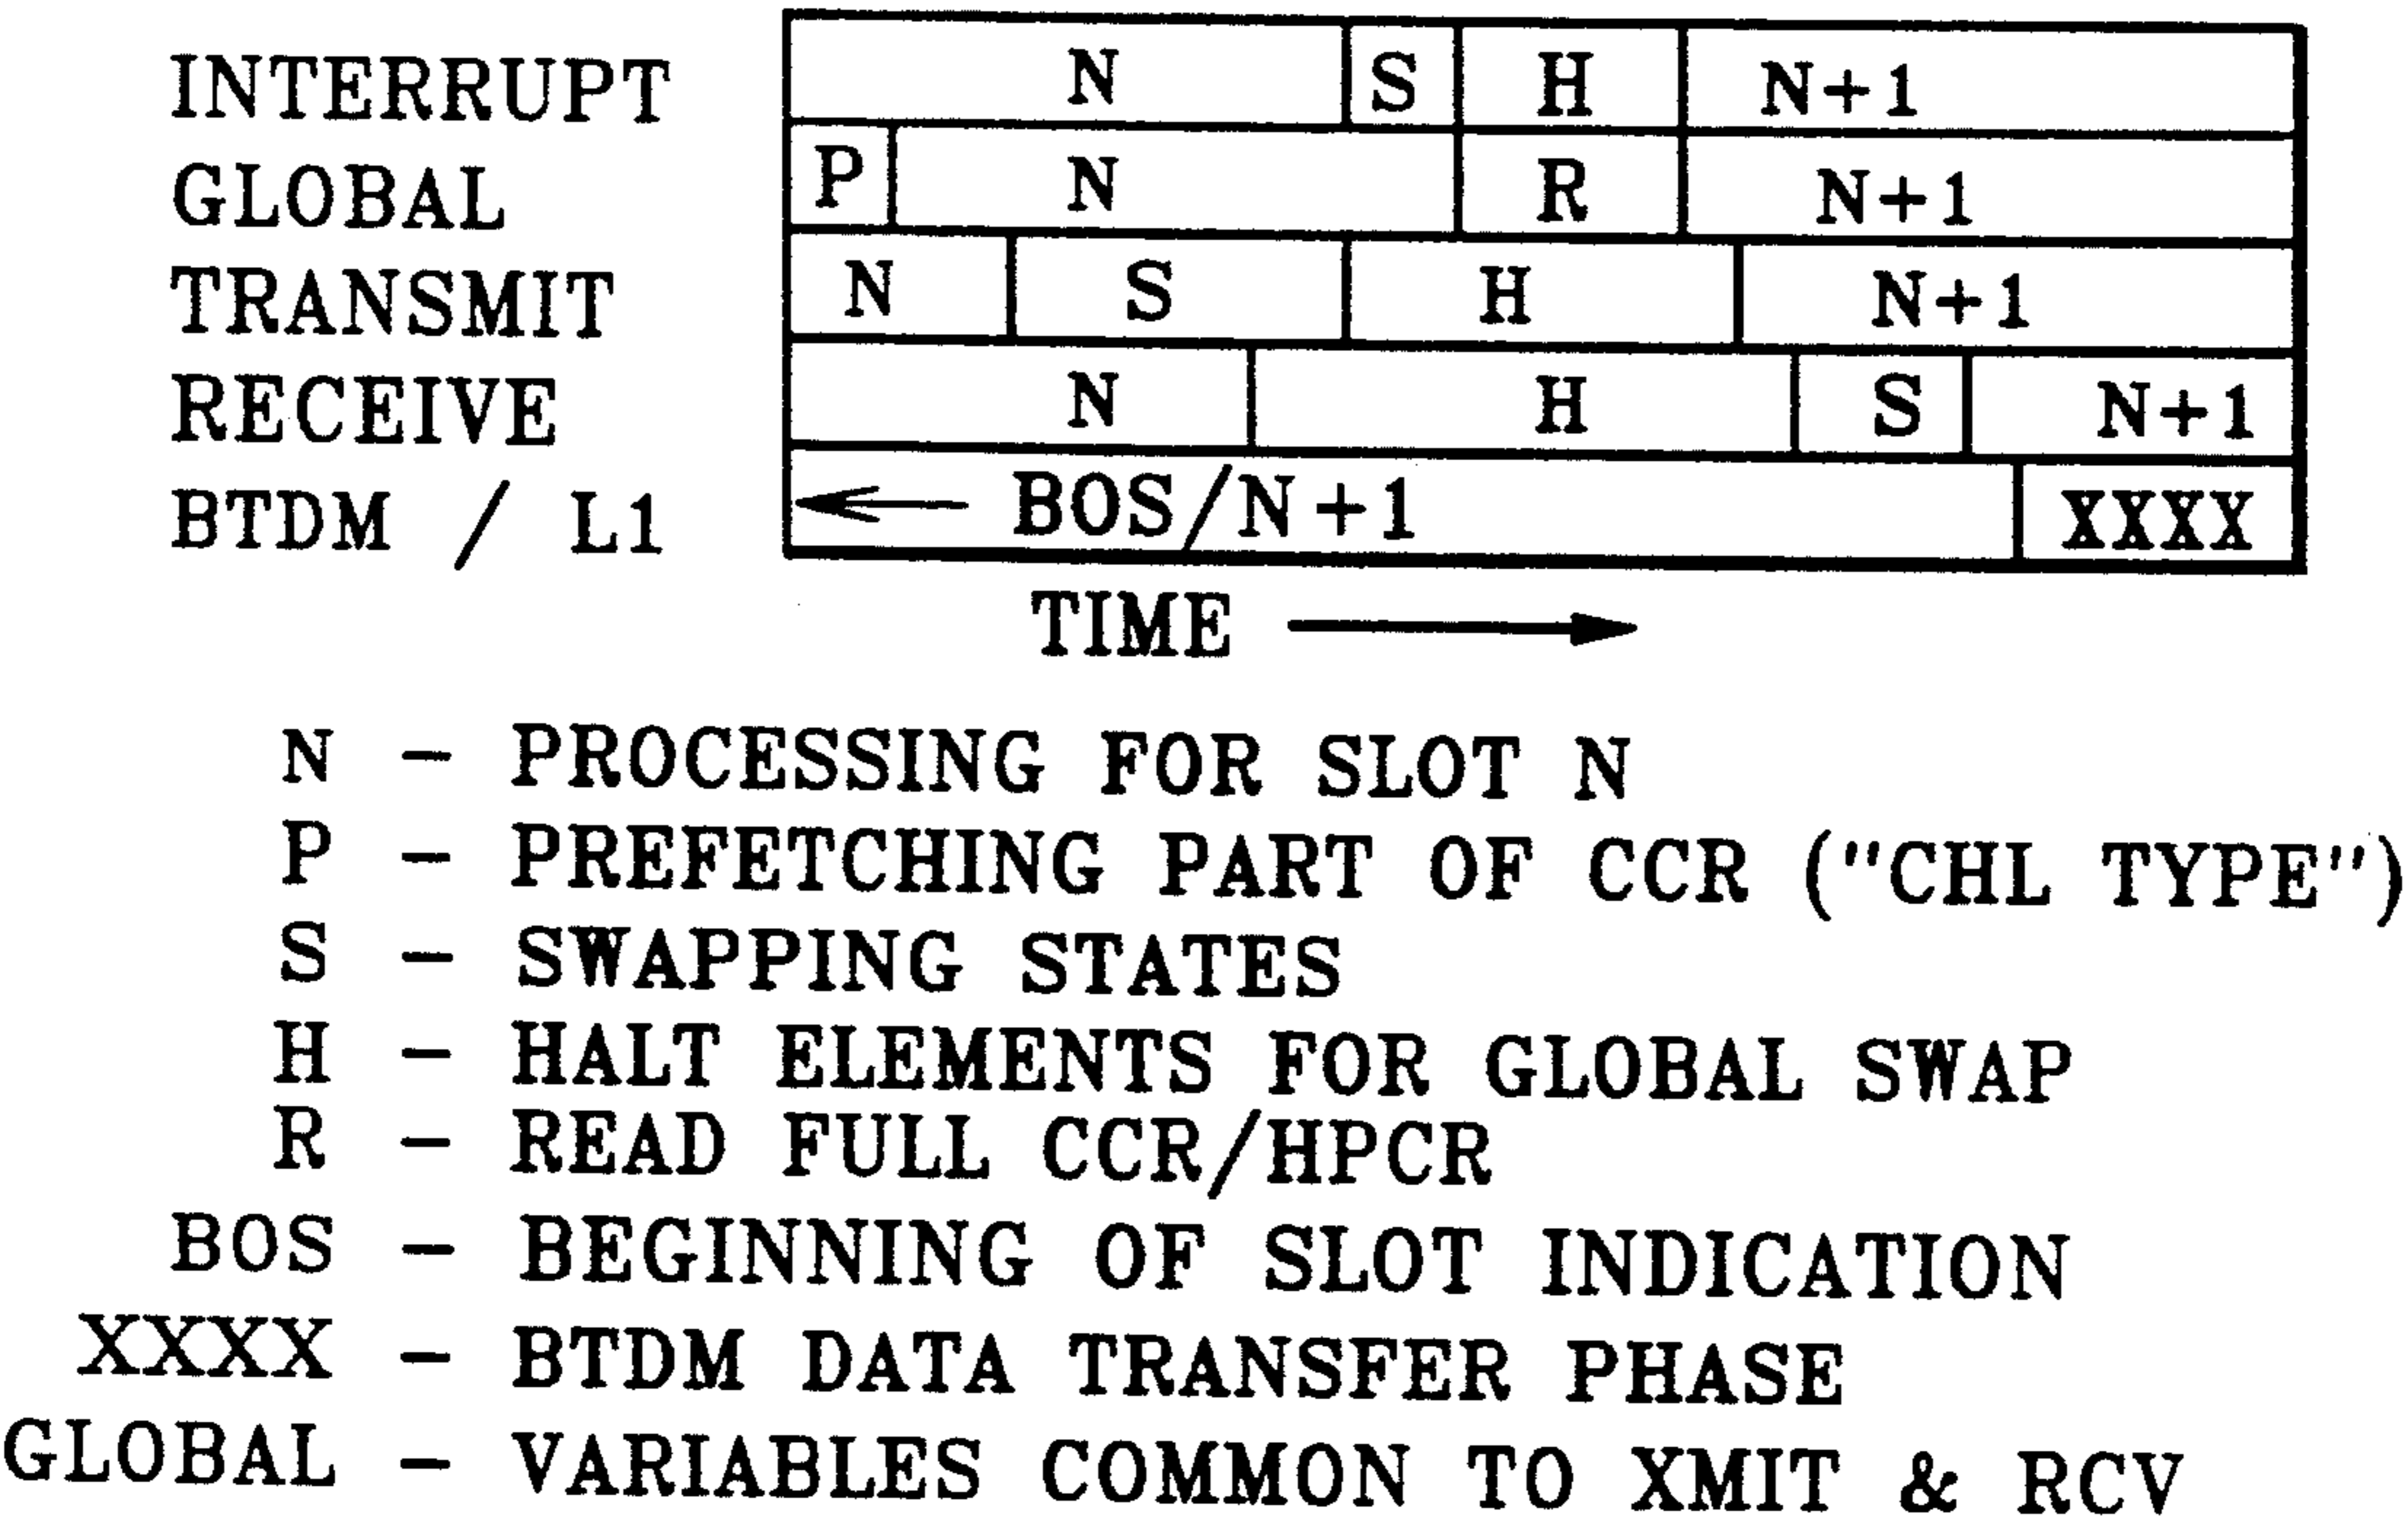 INTERRUPT N S H N+1
GLOBAL P N R N+1
TRANSMIT N S H N+1
RECEIVE N H S N+1
BTDM / L1 BOS/N+1 XXXX
TIME
N - PROCESSING FOR SLOT N
P - PREFETCHING PART OF CCR ("CHL TYPE")
S - SWAPPING STATES
H - HALT ELEMENTS FOR GLOBAL SWAP
R - READ FULL CCR/HPCR
BOS - BEGINNING OF SLOT INDICATION
XXXX - BTDM DATA TRANSFER PHASE
GLOBAL - VARIABLES COMMON TO XMIT & RCV